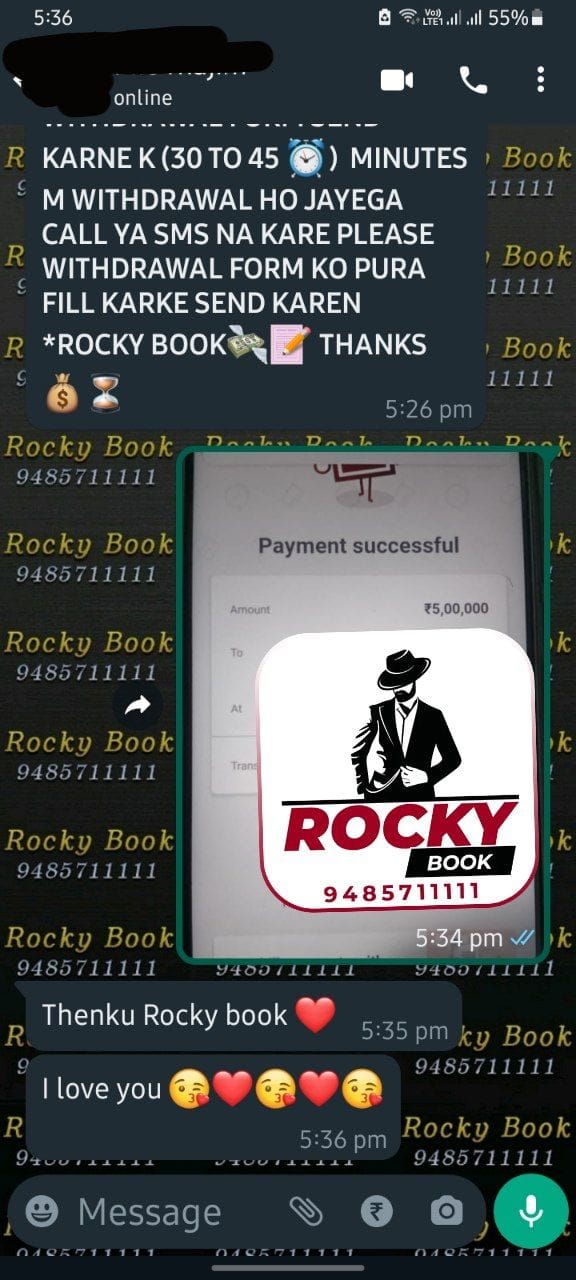 5:36
Vo)) LTE1 55%
online
KARNE K (30 TO 45 ⏰) MINUTES
M WITHDRAWAL HO JAYEGA
CALL YA SMS NA KARE PLEASE
WITHDRAWAL FORM KO PURA
FILL KARKE SEND KAREN
*ROCKY BOOK💸📝 THANKS
💰⏳
5:26 pm
Rocky Book
9485711111
Rocky Book
9485711111
Rocky Book
9485711111
Rocky Book
9485711111
Rocky Book
9485711111
Rocky Book
9485711111
Payment successful
Amount ₹5,00,000
To
At
ROCKY
BOOK
9485711111
5:34 pm
Thenku Rocky book ❤️
5:35 pm
I love you 😘❤️😘❤️😘
5:36 pm
9485711111
Rocky Book
9485711111
Message